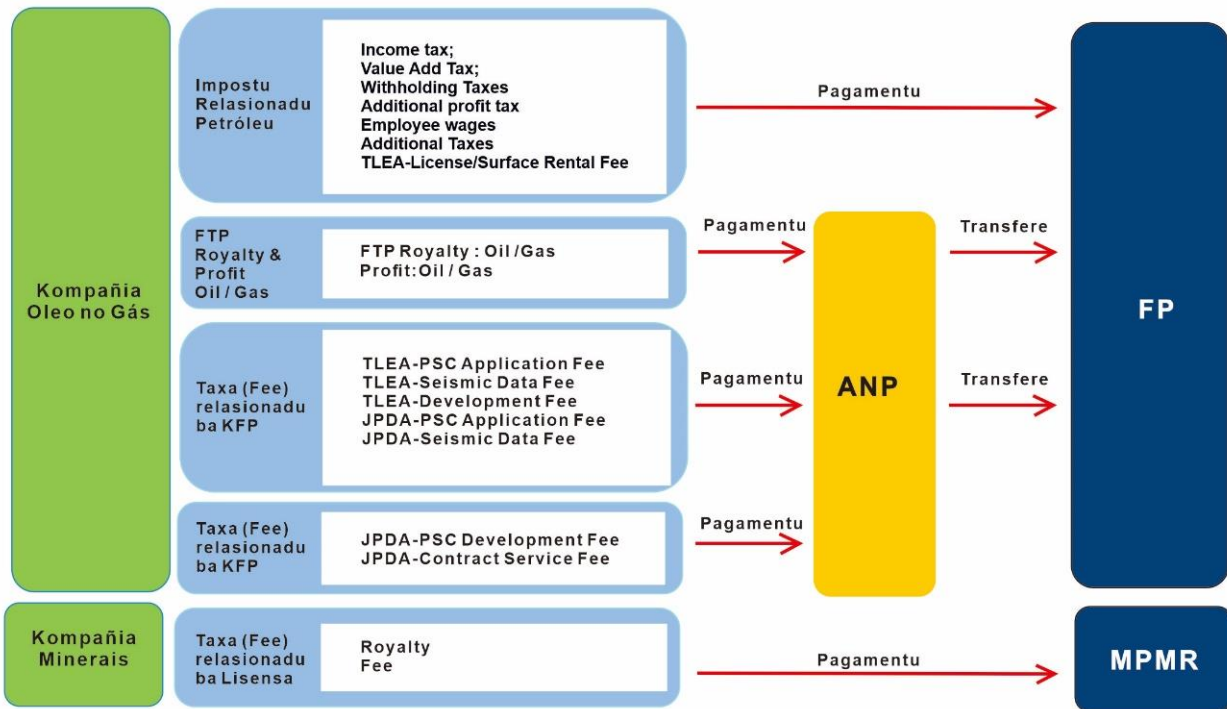 Kompañia
Oleo no Gás
Impostu
Relasionadu
Petróleu
Income tax;
Value Add Tax;
Withholding Taxes
Additional profit tax
Employee wages
Additional Taxes
TLEA-License/Surface Rental Fee
Pagamentu
FP
FTP
Royalty &
Profit
Oil / Gas
FTP Royalty : Oil /Gas
Profit:Oil / Gas
Pagamentu
ANP
Transfere
Taxa (Fee)
relasionadu
ba KFP
TLEA-PSC Application Fee
TLEA-Seismic Data Fee
TLEA-Development Fee
JPDA-PSC Application Fee
JPDA-Seismic Data Fee
Pagamentu
Transfere
Taxa (Fee)
relasionadu
ba KFP
JPDA-PSC Development Fee
JPDA-Contract Service Fee
Pagamentu
Kompañia
Minerais
Taxa (Fee)
relasionadu
ba Lisensa
Royalty
Fee
Pagamentu
MPMR